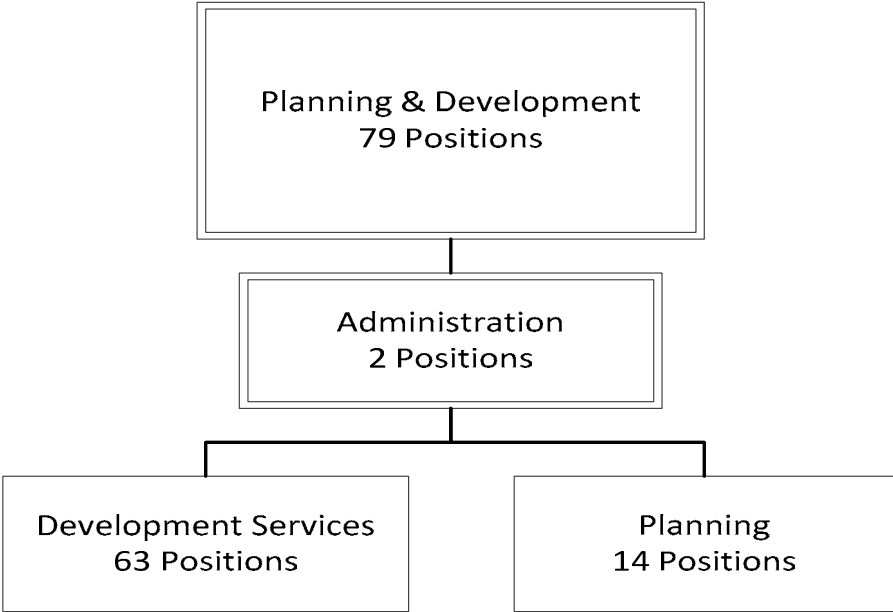 Planning & Development
79 Positions
Administration
2 Positions
Development Services
63 Positions
Planning
14 Positions